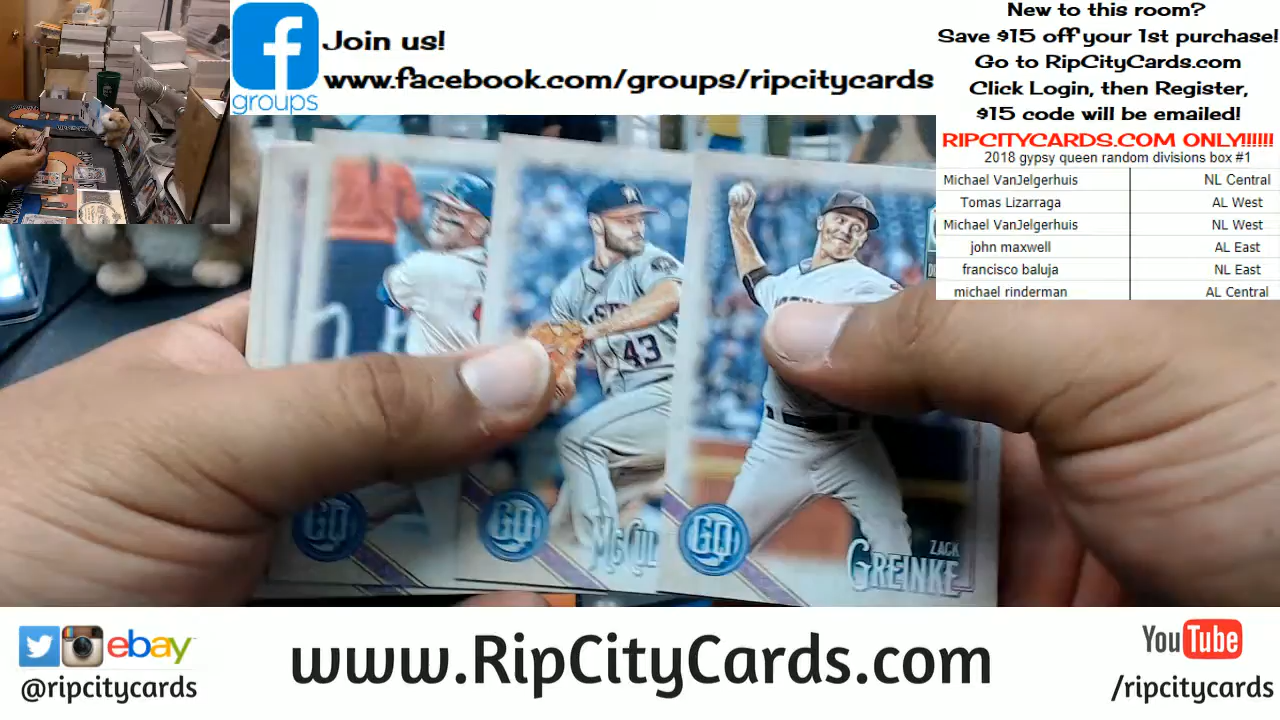 f
groups
Join us!
www.facebook.com/groups/ripcitycards
New to this room?
Save $15 off your 1st purchase!
Go to RipCityCards.com
Click Login, then Register,
$15 code will be emailed!
RIPCITYCARDS.COM ONLY!!!!!!
2018 gypsy queen random divisions box #1
Michael VanJelgerhuis NL Central
Tomas Lizarraga AL West
Michael VanJelgerhuis NL West
john maxwell AL East
francisco baluja NL East
michael rinderman AL Central
43
GQ
GQ
McCul
GQ
ZACK
GREINKE
ebay
@ripcitycards
www.RipCityCards.com
YouTube
/ripcitycards